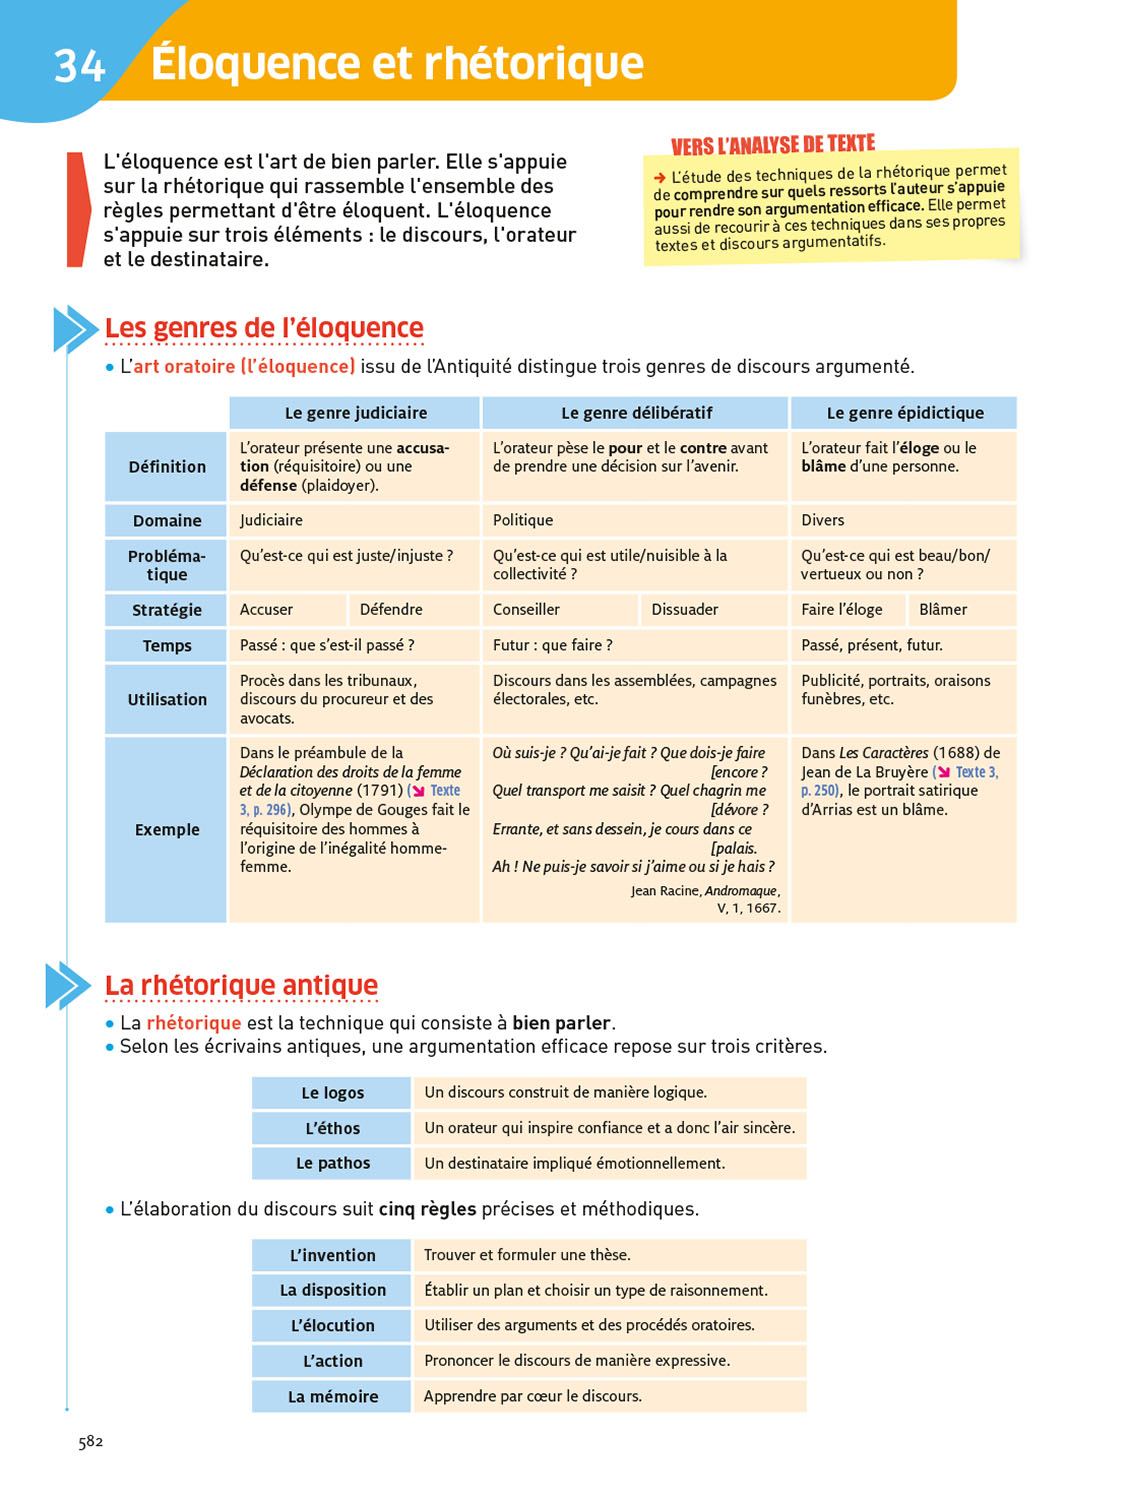 34
Éloquence et rhétorique
L'éloquence est l'art de bien parler. Elle s'appuie
sur la rhétorique qui rassemble l'ensemble des
règles permettant d'être éloquent. L'éloquence
s'appuie sur trois éléments : le discours, l'orateur
et le destinataire.
VERS L'ANALYSE DE TEXTE
➔ L'étude des techniques de la rhétorique permet
de comprendre sur quels ressorts l'auteur s'appuie
pour rendre son argumentation efficace. Elle permet
aussi de recourir à ces techniques dans ses propres
textes et discours argumentatifs.
Les genres de l'éloquence
• L'art oratoire (l'éloquence) issu de l'Antiquité distingue trois genres de discours argumenté.
Le genre judiciaire
Le genre délibératif
Le genre épidictique
Définition
L'orateur présente une accusa-
tion (réquisitoire) ou une
défense (plaidoyer).
L'orateur pèse le pour et le contre avant
de prendre une décision sur l'avenir.
L'orateur fait l'éloge ou le
blâme d'une personne.
Domaine
Judiciaire
Politique
Divers
Probléma-
tique
Qu'est-ce qui est juste/injuste ?
Qu'est-ce qui est utile/nuisible à la
collectivité ?
Qu'est-ce qui est beau/bon/
vertueux ou non ?
Stratégie
Accuser
Défendre
Conseiller
Dissuader
Faire l'éloge
Blâmer
Temps
Passé : que s'est-il passé ?
Futur : que faire ?
Passé, présent, futur.
Utilisation
Procès dans les tribunaux,
discours du procureur et des
avocats.
Discours dans les assemblées, campagnes
électorales, etc.
Publicité, portraits, oraisons
funèbres, etc.
Exemple
Dans le préambule de la
Déclaration des droits de la femme
et de la citoyenne (1791) (➘ Texte
3, p. 296), Olympe de Gouges fait le
réquisitoire des hommes à
l'origine de l'inégalité homme-
femme.
Où suis-je ? Qu'ai-je fait ? Que dois-je faire
[encore ?
Quel transport me saisit ? Quel chagrin me
[dévore ?
Errante, et sans dessein, je cours dans ce
[palais.
Ah ! Ne puis-je savoir si j'aime ou si je hais ?
Jean Racine, Andromaque,
V, 1, 1667.
Dans Les Caractères (1688) de
Jean de La Bruyère (➘ Texte 3,
p. 250), le portrait satirique
d'Arrias est un blâme.
La rhétorique antique
• La rhétorique est la technique qui consiste à bien parler.
• Selon les écrivains antiques, une argumentation efficace repose sur trois critères.
Le logos
Un discours construit de manière logique.
L'éthos
Un orateur qui inspire confiance et a donc l'air sincère.
Le pathos
Un destinataire impliqué émotionnellement.
• L'élaboration du discours suit cinq règles précises et méthodiques.
L'invention
Trouver et formuler une thèse.
La disposition
Établir un plan et choisir un type de raisonnement.
L'élocution
Utiliser des arguments et des procédés oratoires.
L'action
Prononcer le discours de manière expressive.
La mémoire
Apprendre par cœur le discours.
582